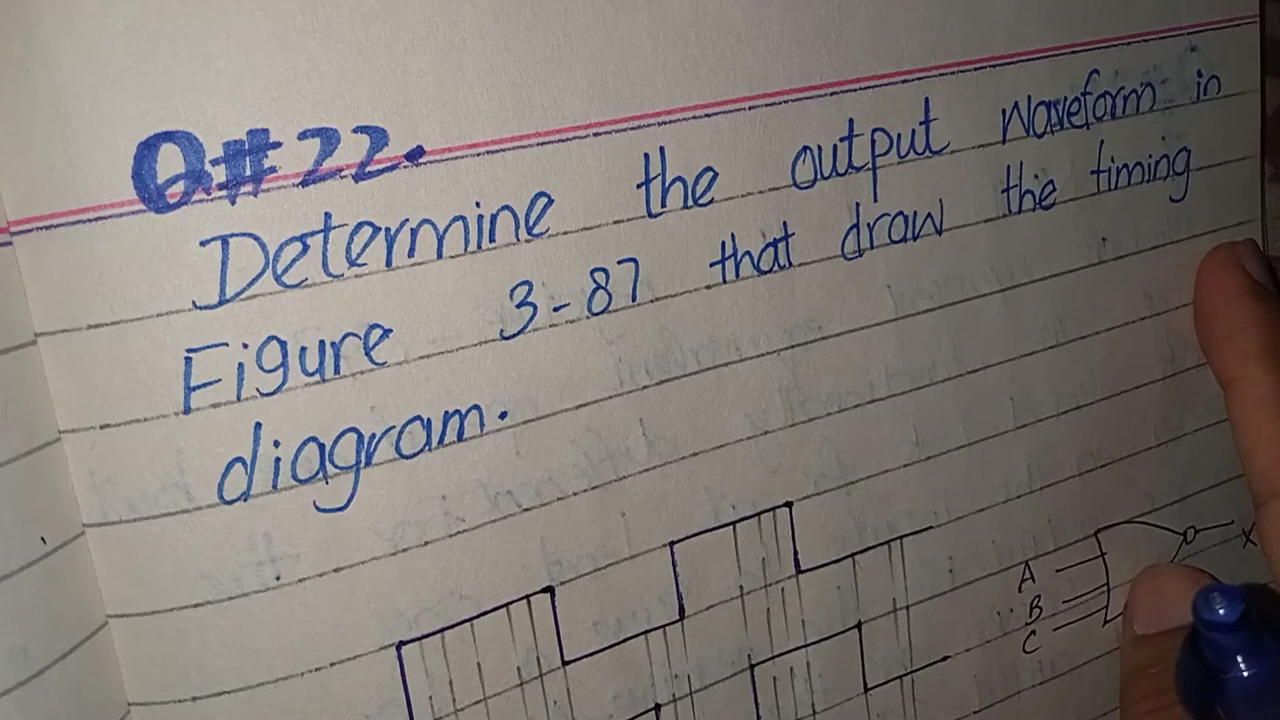 Q#22.
Determine the output Waveform in
Figure 3-87 that draw the timing
diagram.
A
B
C
X